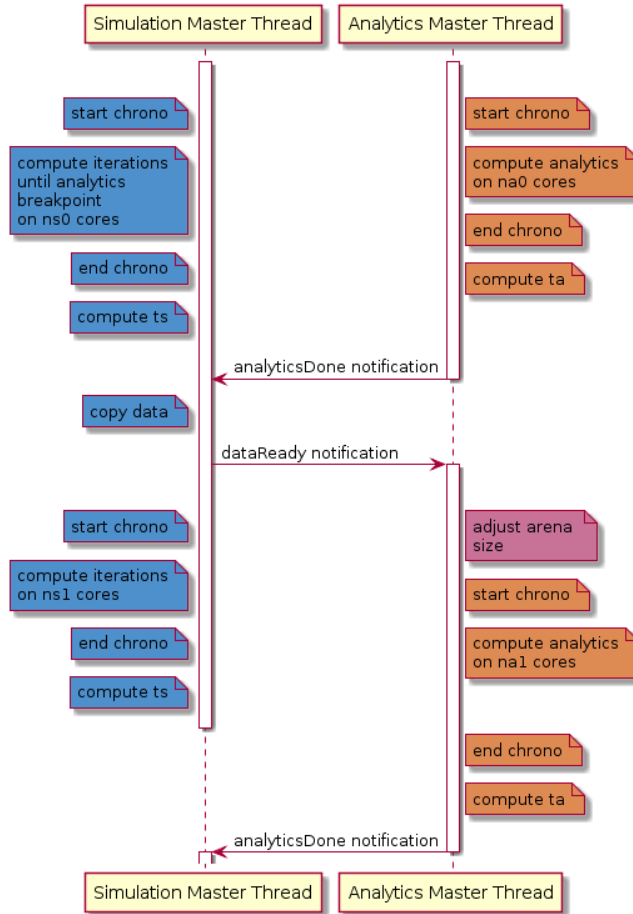 Simulation Master Thread
Analytics Master Thread
start chrono
start chrono
compute iterations
until analytics
breakpoint
on ns0 cores
compute analytics
on na0 cores
end chrono
end chrono
compute ta
compute ts
analyticsDone notification
copy data
dataReady notification
start chrono
adjust arena
size
compute iterations
on ns1 cores
start chrono
end chrono
compute analytics
on na1 cores
compute ts
end chrono
compute ta
analyticsDone notification
Simulation Master Thread
Analytics Master Thread